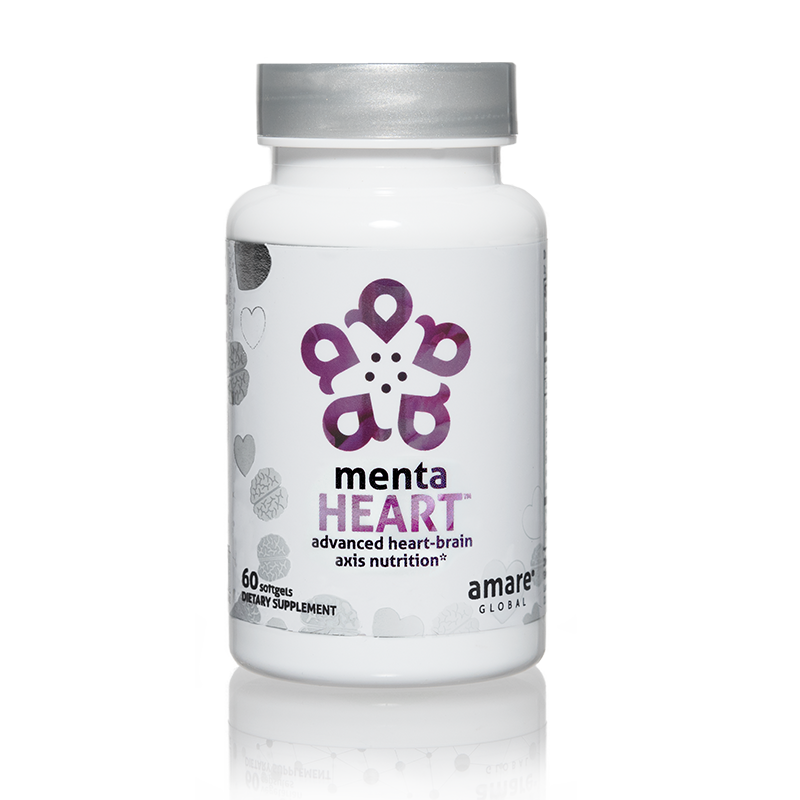 menta
HEART™
advanced heart-brain
axis nutrition*
60 softgels
DIETARY SUPPLEMENT
amare®
GLOBAL